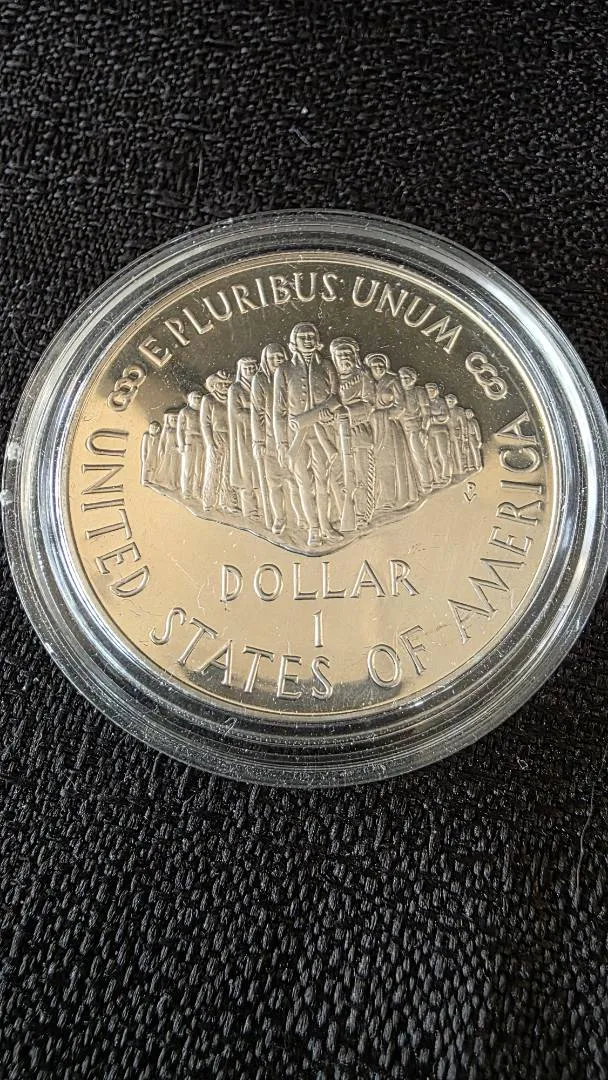 E PLURIBUS UNUM
DOLLAR
1
UNITED STATES OF AMERICA